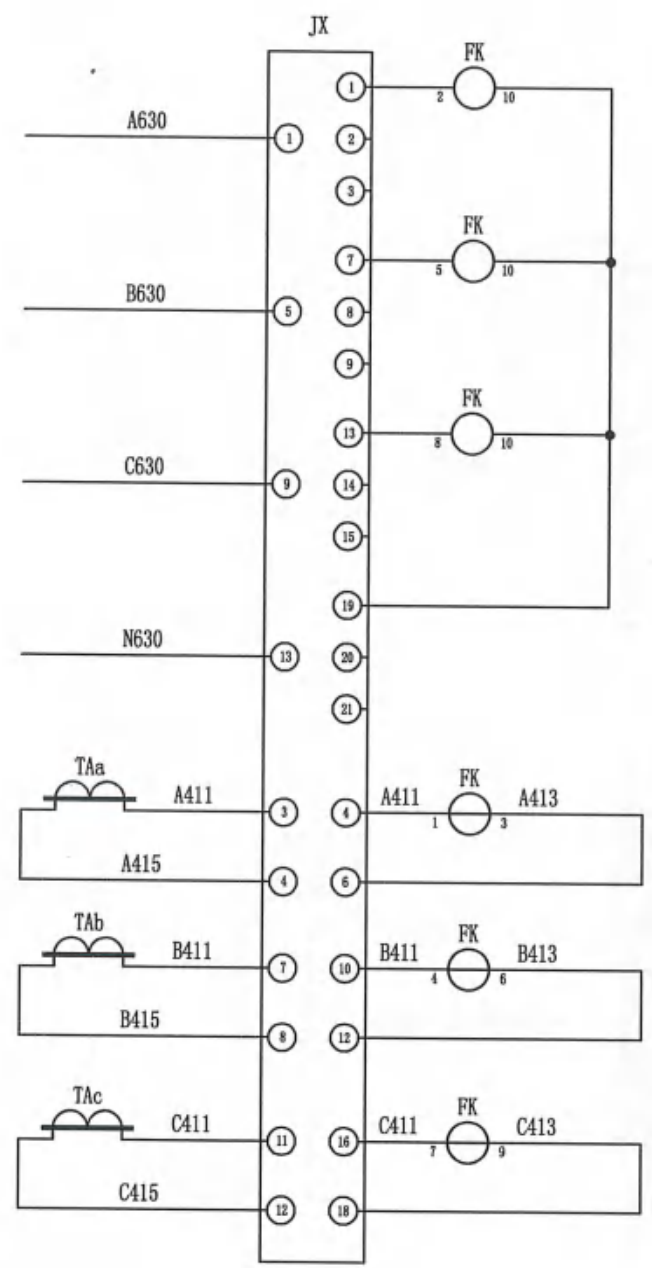 JX
FK
1
2 10
A630
1 2
3
FK
7
5 10
B630
5 8
9
FK
13
8 10
C630
9 14
15
19
N630
13 20
21
TAa
A411 3 4 A411 FK A413
1 3
A415 4 6
TAb
B411 7 10 B411 FK B413
4 6
B415 8 12
TAc
C411 11 16 C411 FK C413
7 9
C415 12 18